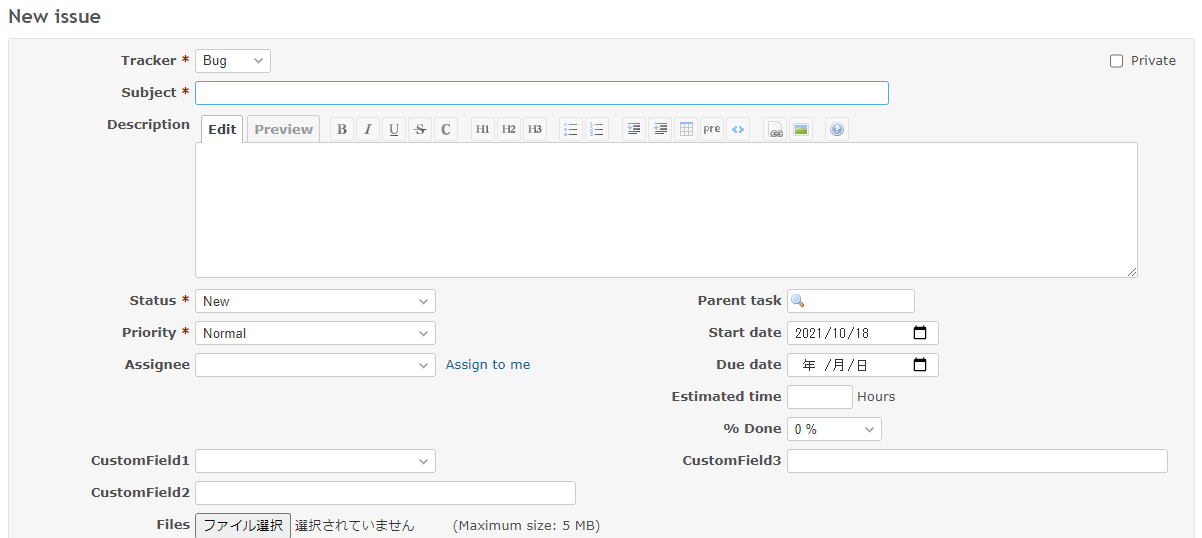 New issue
Tracker * Bug Private
Subject *
Description Edit Preview B I U S C H1 H2 H3 pre <>
Status * New Parent task
Priority * Normal Start date 2021/10/18
Assignee Assign to me Due date 年 /月/日
Estimated time Hours
% Done 0 %
CustomField1 CustomField3
CustomField2
Files ファイル選択 選択されていません (Maximum size: 5 MB)